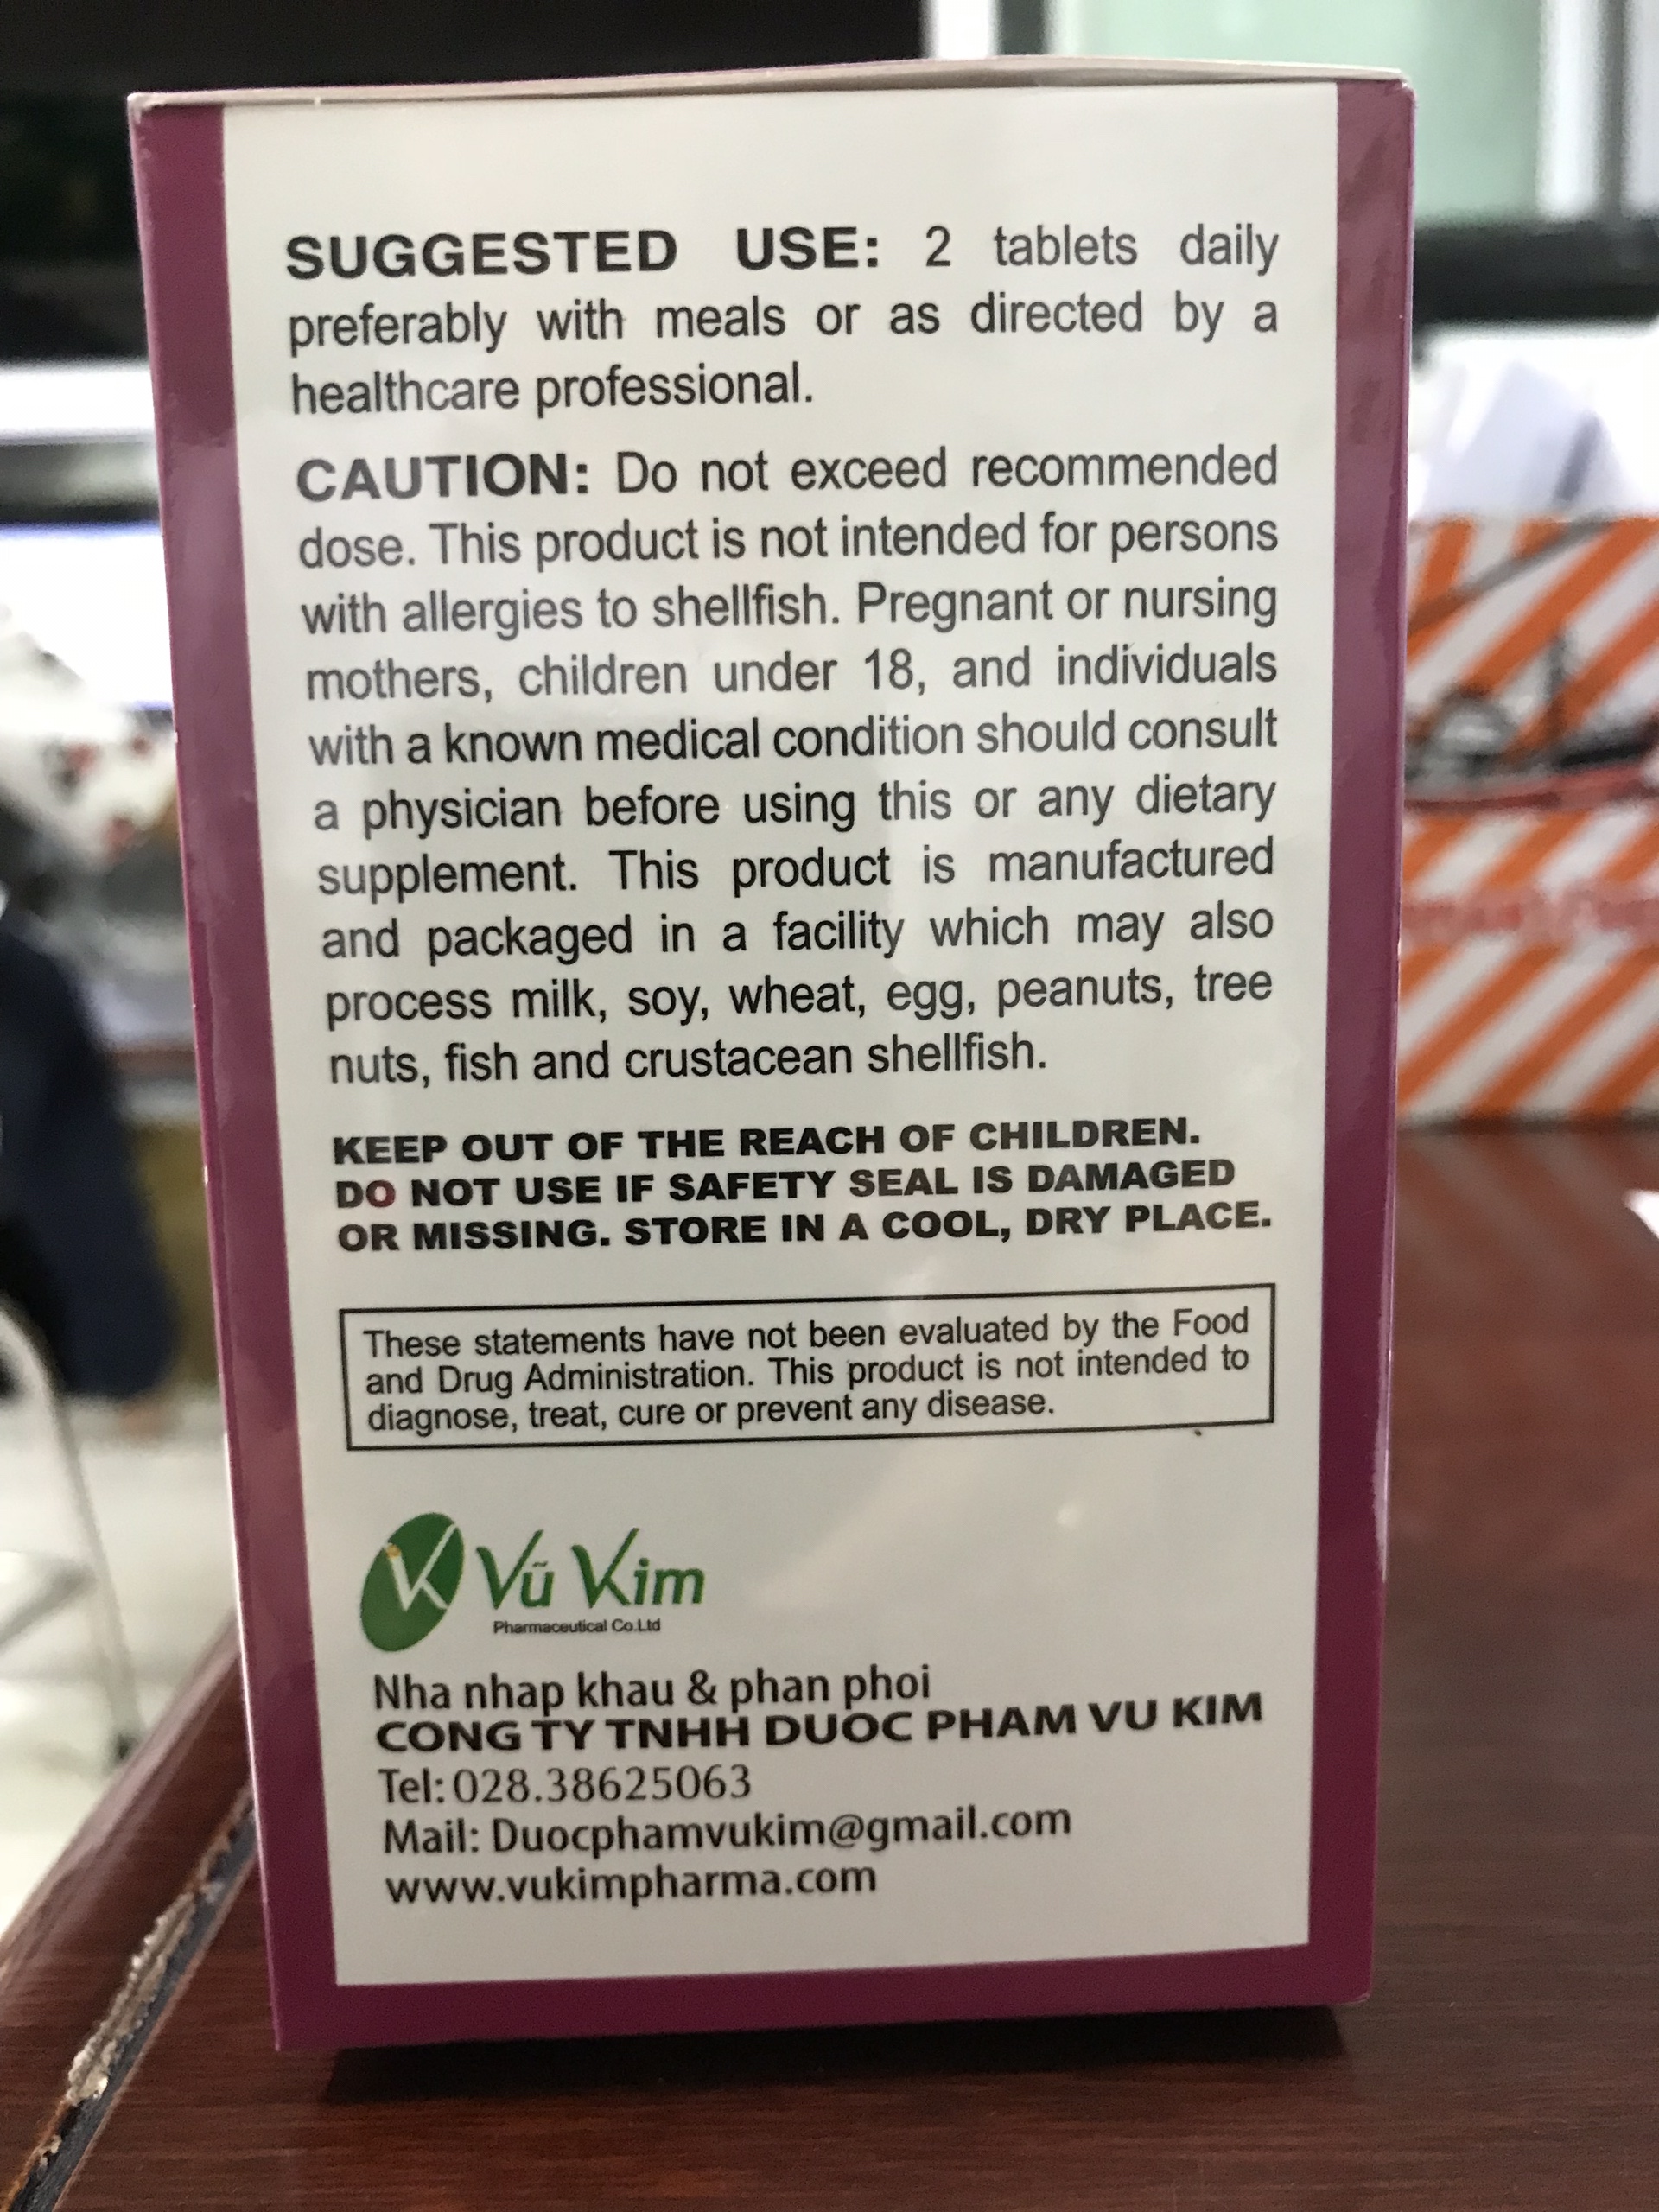 SUGGESTED USE: 2 tablets daily
preferably with meals or as directed by a
healthcare professional.
CAUTION: Do not exceed recommended
dose. This product is not intended for persons
with allergies to shellfish. Pregnant or nursing
mothers, children under 18, and individuals
with a known medical condition should consult
a physician before using this or any dietary
supplement. This product is manufactured
and packaged in a facility which may also
process milk, soy, wheat, egg, peanuts, tree
nuts, fish and crustacean shellfish.
KEEP OUT OF THE REACH OF CHILDREN.
DO NOT USE IF SAFETY SEAL IS DAMAGED
OR MISSING. STORE IN A COOL, DRY PLACE.
These statements have not been evaluated by the Food
and Drug Administration. This product is not intended to
diagnose, treat, cure or prevent any disease.
VK Vũ Kim
Pharmaceutical Co.Ltd
Nha nhap khau & phan phoi
CONG TY TNHH DUOC PHAM VU KIM
Tel: 028.38625063
Mail: Duocphamvukim@gmail.com
www.vukimpharma.com